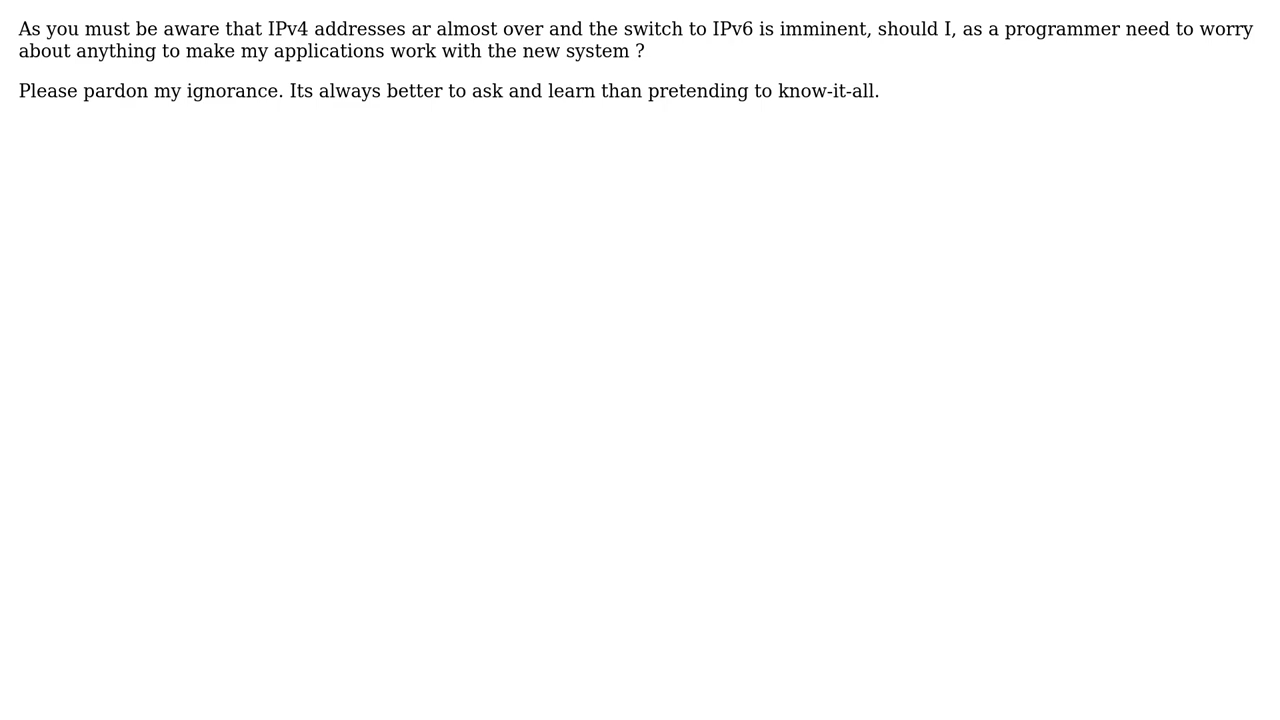 As you must be aware that IPv4 addresses ar almost over and the switch to IPv6 is imminent, should I, as a programmer need to worry
about anything to make my applications work with the new system ?
Please pardon my ignorance. Its always better to ask and learn than pretending to know-it-all.